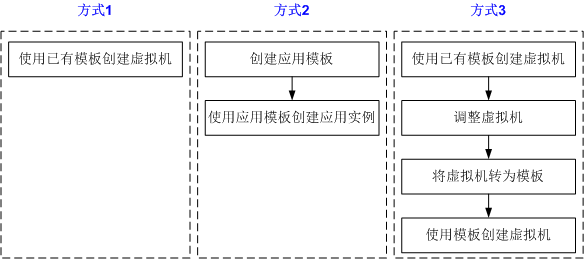 方式1
使用已有模板创建虚拟机
方式2
创建应用模板
使用应用模板创建应用实例
方式3
使用已有模板创建虚拟机
调整虚拟机
将虚拟机转为模板
使用模板创建虚拟机